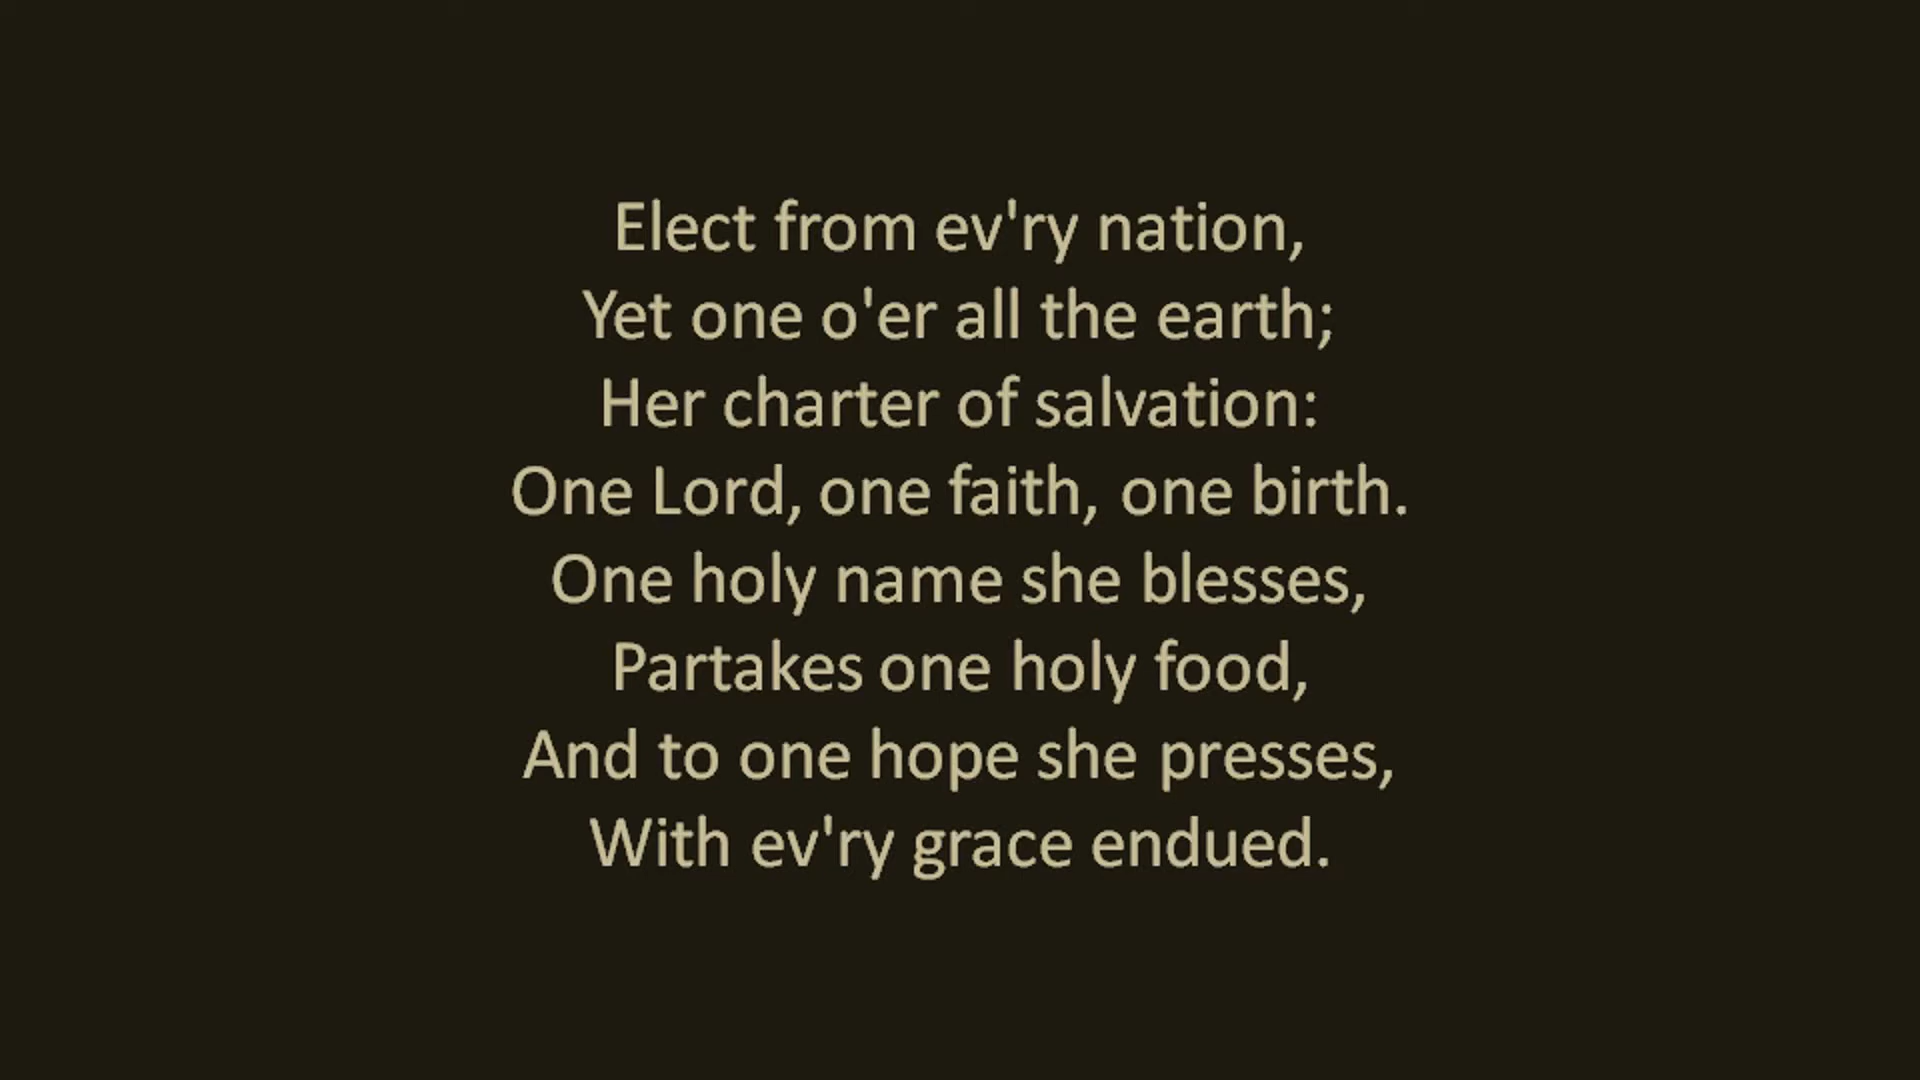 Elect from ev'ry nation,
Yet one o'er all the earth;
Her charter of salvation:
One Lord, one faith, one birth.
One holy name she blesses,
Partakes one holy food,
And to one hope she presses,
With ev'ry grace endued.